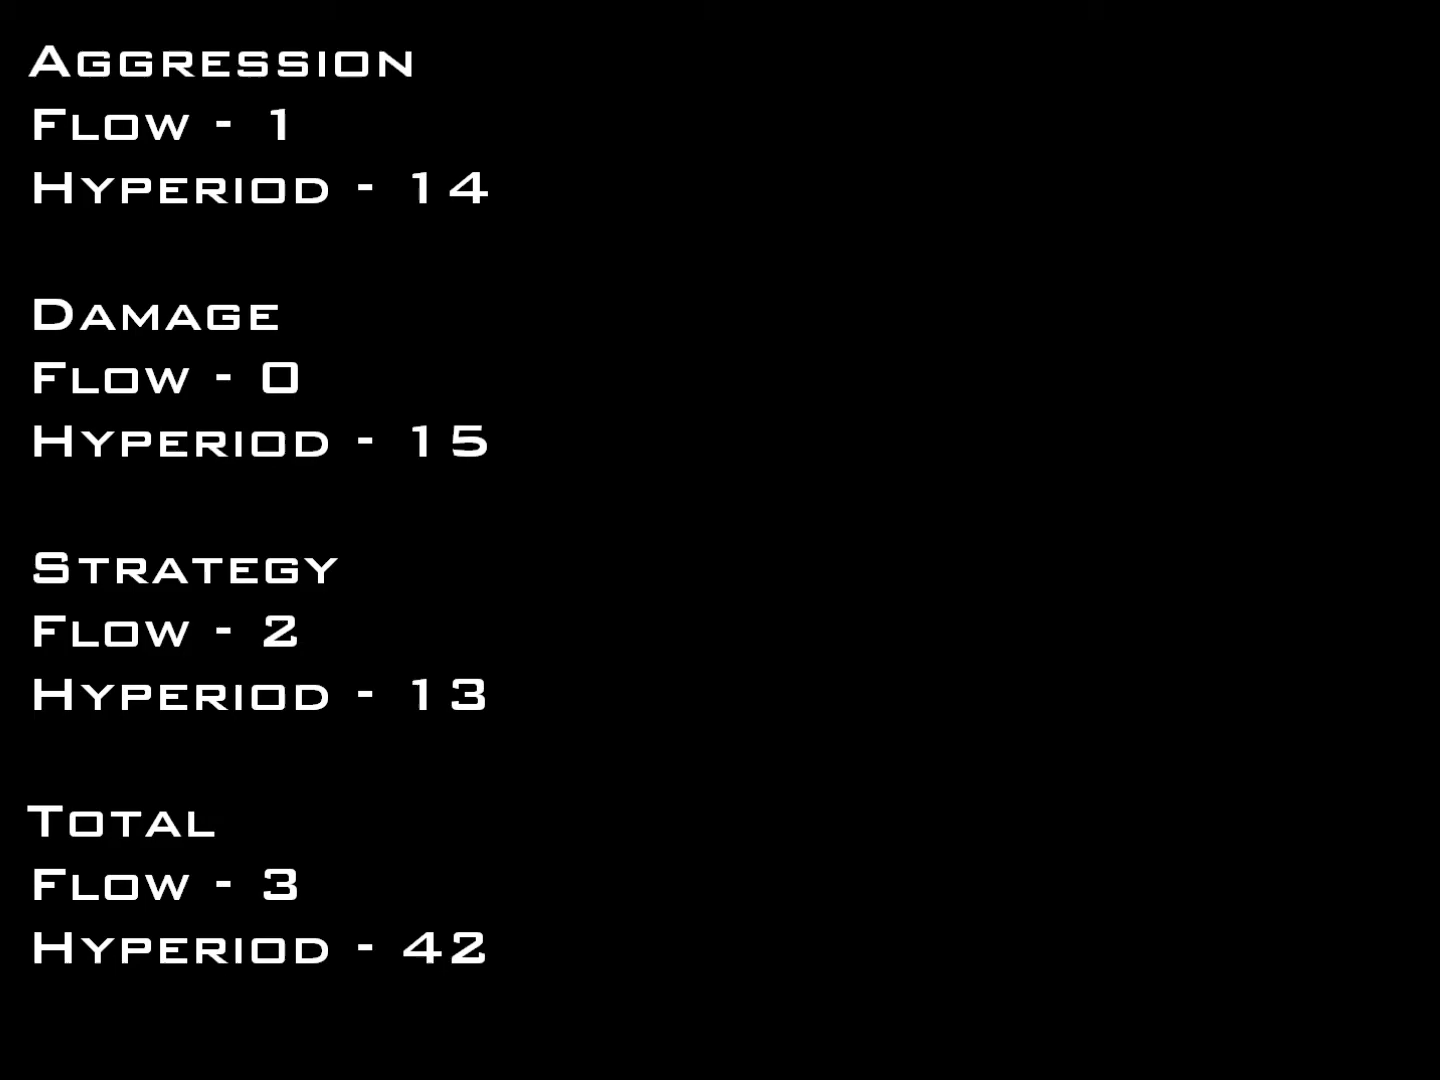 Aggression
Flow - 1
Hyperiod - 14
Damage
Flow - 0
Hyperiod - 15
Strategy
Flow - 2
Hyperiod - 13
Total
Flow - 3
Hyperiod - 42